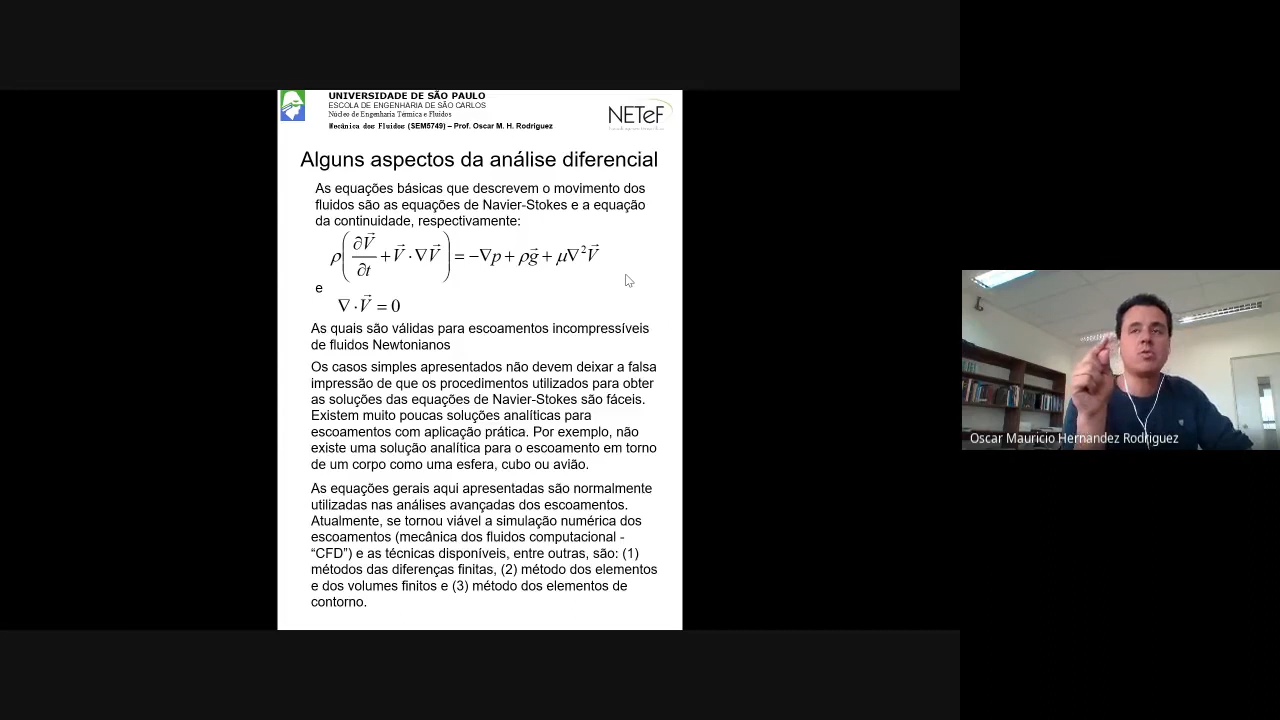 UNIVERSIDADE DE SÃO PAULO
ESCOLA DE ENGENHARIA DE SÃO CARLOS
Núcleo de Engenharia Térmica e Fluidos
Mecânica dos Fluidos (SEM5749) – Prof. Oscar M. H. Rodriguez
NETeF
Alguns aspectos da análise diferencial
As equações básicas que descrevem o movimento dos
fluidos são as equações de Navier-Stokes e a equação
da continuidade, respectivamente:
ρ(∂V⃗/∂t + V⃗ · ∇V⃗) = −∇p + ρg⃗ + μ∇²V⃗
e
∇ · V⃗ = 0
As quais são válidas para escoamentos incompressíveis
de fluidos Newtonianos
Os casos simples apresentados não devem deixar a falsa
impressão de que os procedimentos utilizados para obter
as soluções das equações de Navier-Stokes são fáceis.
Existem muito poucas soluções analíticas para
escoamentos com aplicação prática. Por exemplo, não
existe uma solução analítica para o escoamento em torno
de um corpo como uma esfera, cubo ou avião.
As equações gerais aqui apresentadas são normalmente
utilizadas nas análises avançadas dos escoamentos.
Atualmente, se tornou viável a simulação numérica dos
escoamentos (mecânica dos fluidos computacional -
“CFD”) e as técnicas disponíveis, entre outras, são: (1)
métodos das diferenças finitas, (2) método dos elementos
e dos volumes finitos e (3) método dos elementos de
contorno.
Oscar Mauricio Hernandez Rodriguez